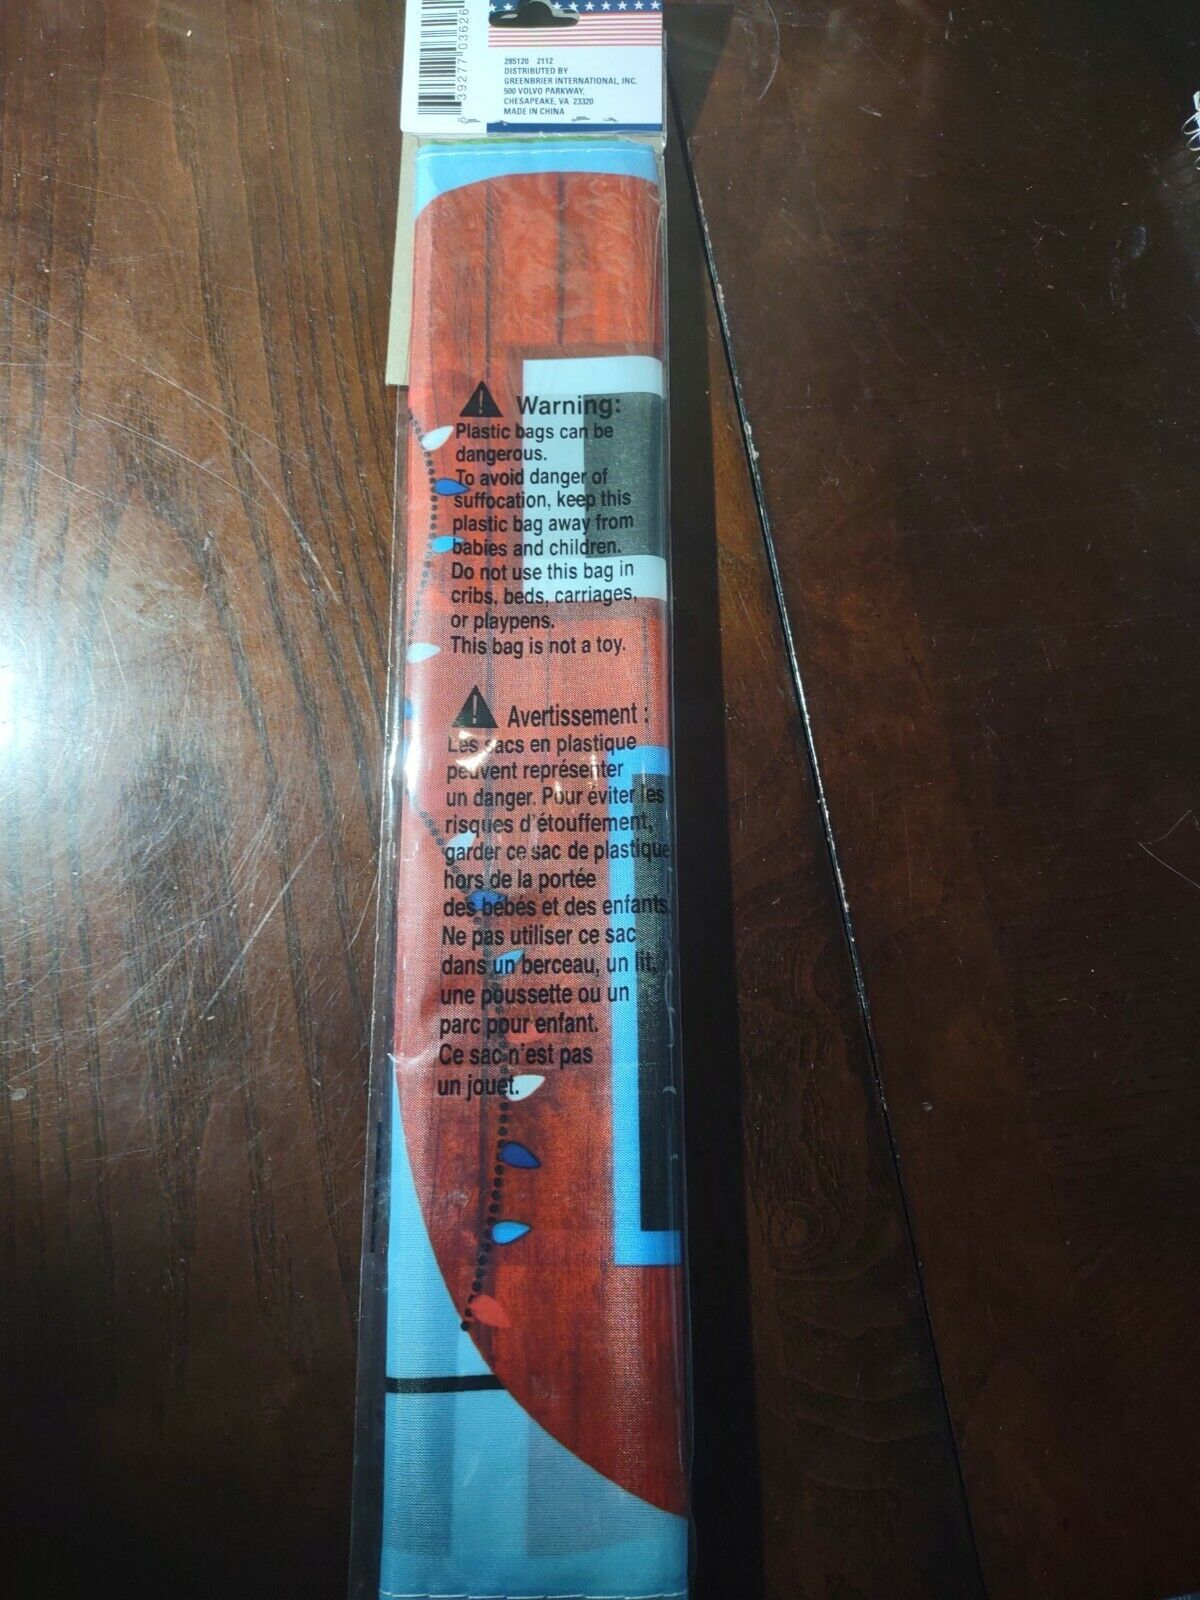 39277 03626
285120 2112
DISTRIBUTED BY
GREENBRIER INTERNATIONAL, INC.
500 VOLVO PARKWAY,
CHESAPEAKE, VA 23320
MADE IN CHINA
Warning:
Plastic bags can be
dangerous.
To avoid danger of
suffocation, keep this
plastic bag away from
babies and children.
Do not use this bag in
cribs, beds, carriages,
or playpens.
This bag is not a toy.
Avertissement :
Les sacs en plastique
peuvent représenter
un danger. Pour éviter les
risques d'étouffement,
garder ce sac de plastique
hors de la portée
des bébés et des enfants.
Ne pas utiliser ce sac
dans un berceau, un lit,
une poussette ou un
parc pour enfant.
Ce sac n'est pas
un jouet.